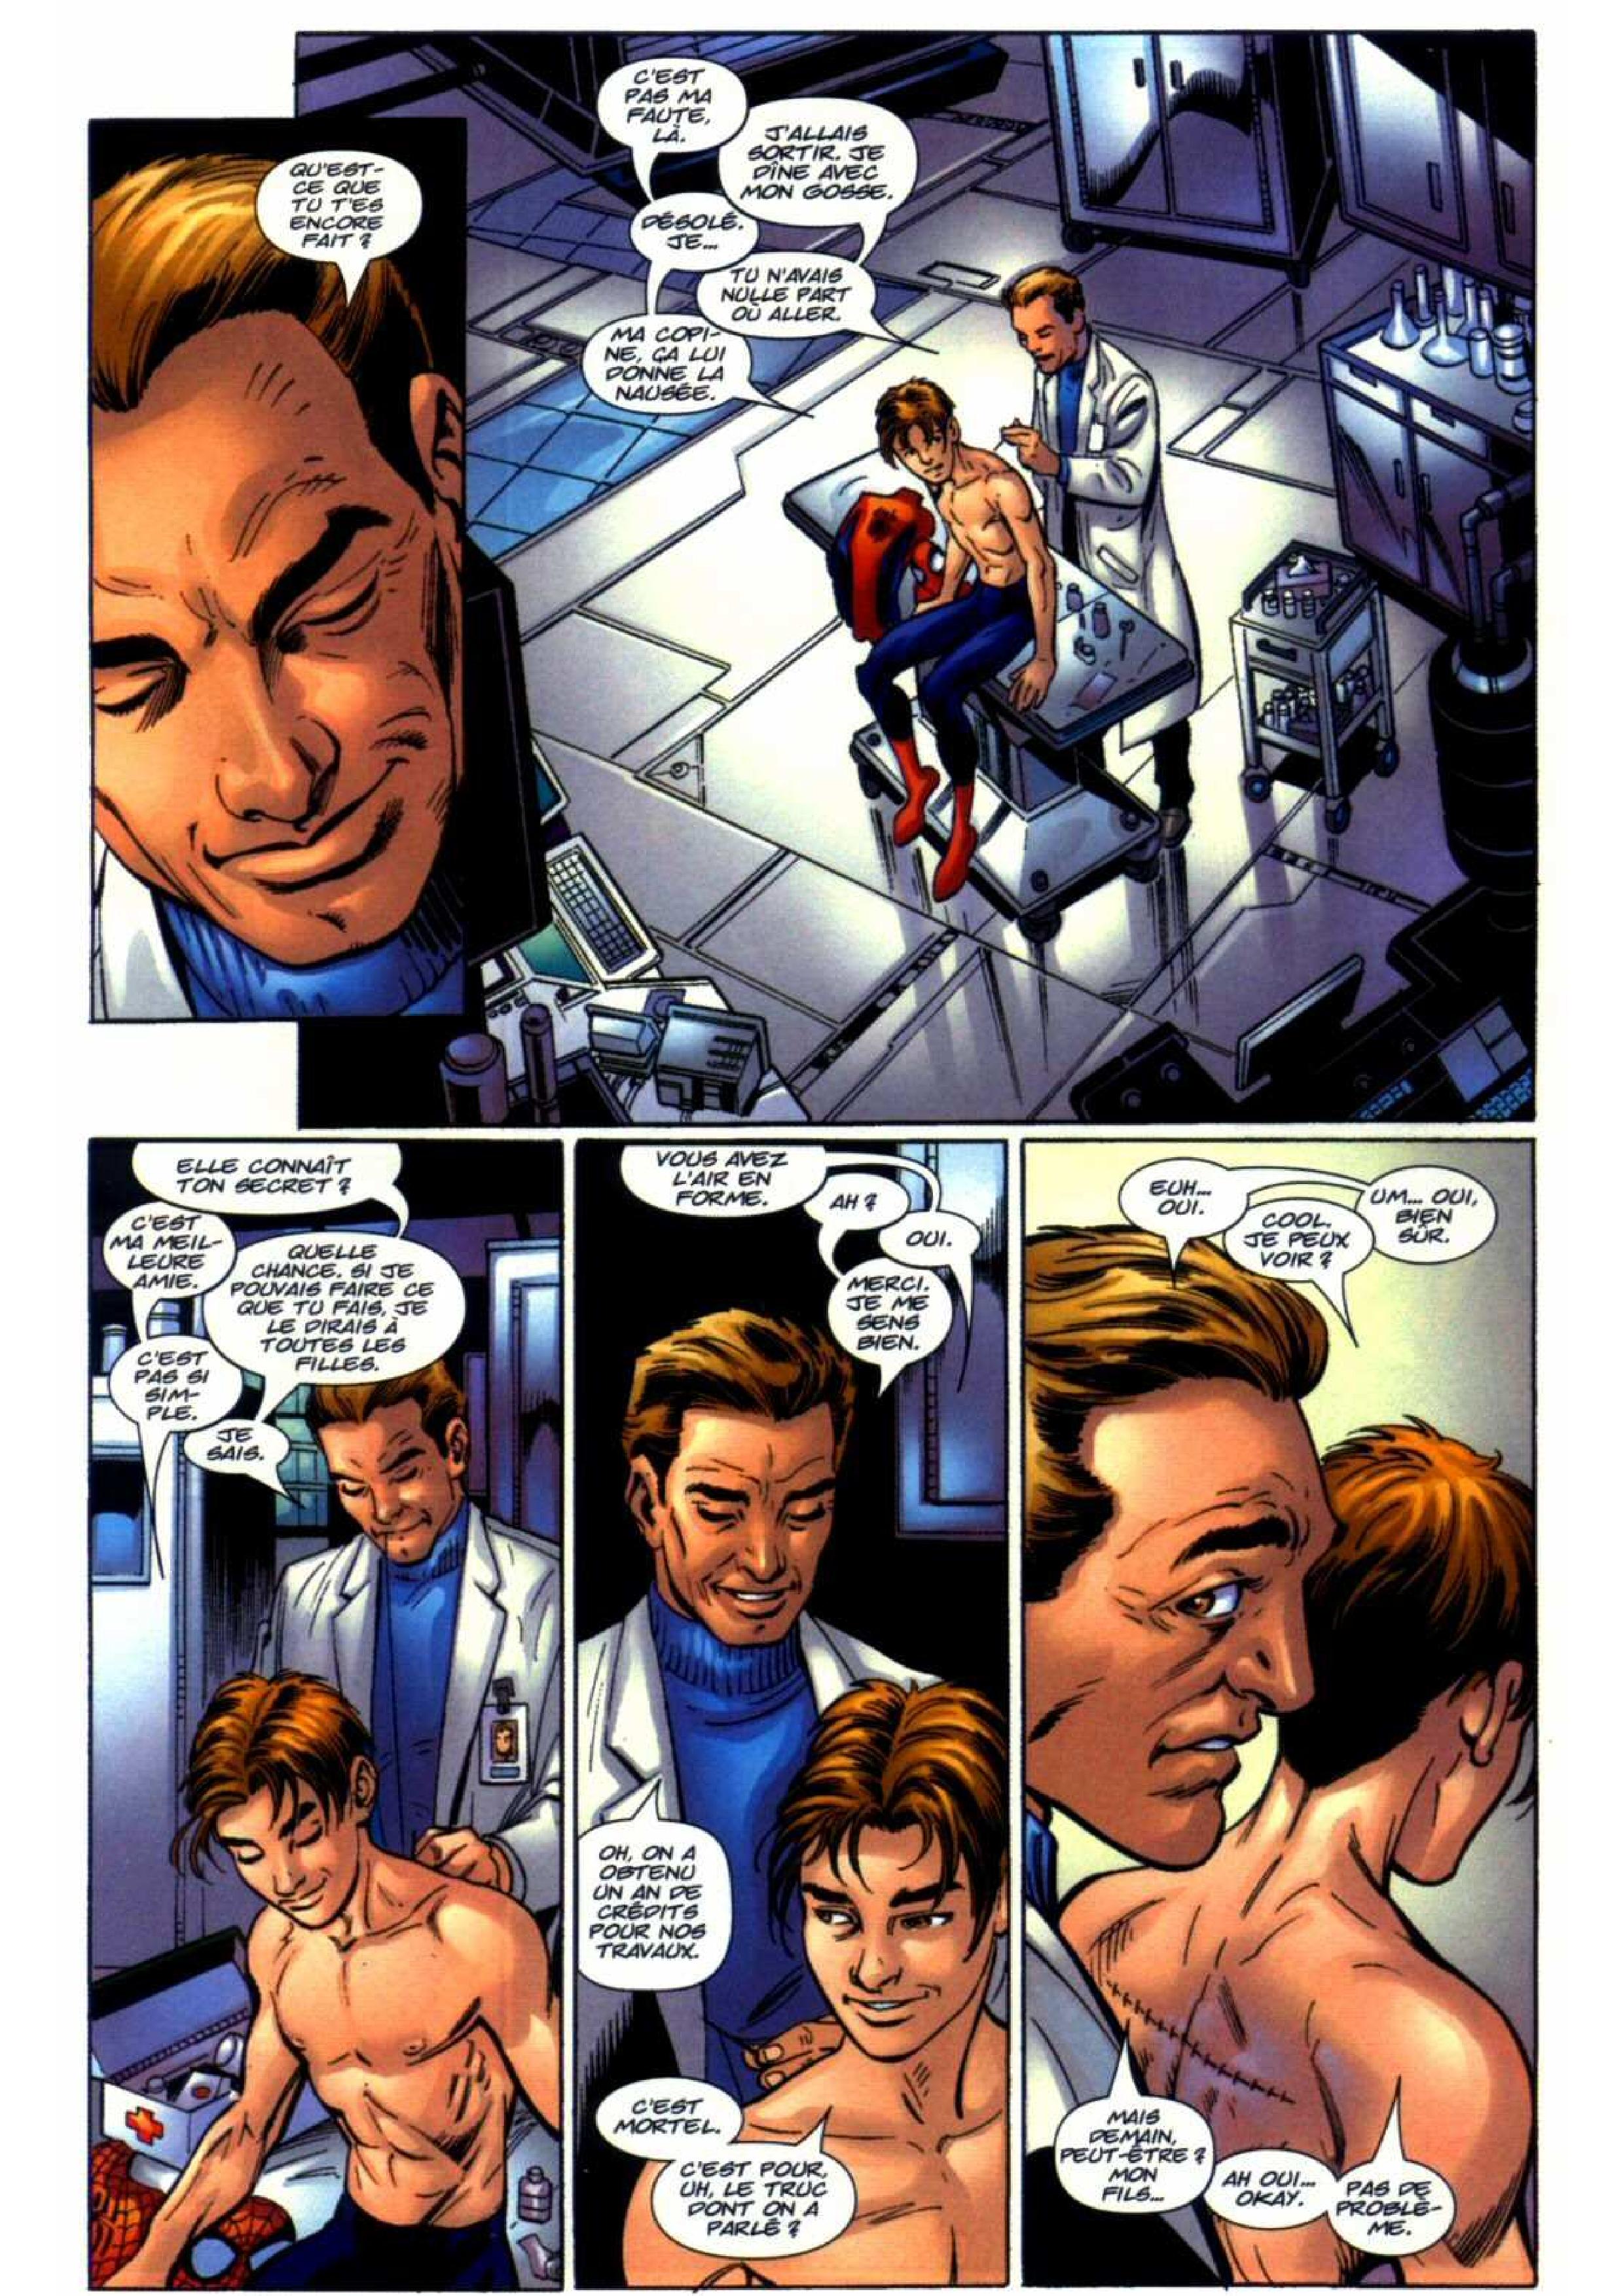 QU'EST-
CE QUE
TU T'ES
ENCORE
FAIT ?
C'EST
PAS MA
FAUTE,
LÀ.
J'ALLAIS
SORTIR. JE
DÎNE AVEC
MON GOSSE.
DÉSOLÉ.
JE...
TU N'AVAIS
NULLE PART
OÙ ALLER.
MA COPI-
NE, ÇA LUI
DONNE LA
NAUSÉE.
ELLE CONNAÎT
TON SECRET ?
C'EST
MA MEIL-
LEURE
AMIE.
QUELLE
CHANCE. SI JE
POUVAIS FAIRE CE
QUE TU FAIS, JE
LE DIRAIS À
TOUTES LES
FILLES.
C'EST
PAS SI
SIM-
PLE.
JE
SAIS.
VOUS AVEZ
L'AIR EN
FORME.
AH ?
OUI.
MERCI.
JE ME
SENS
BIEN.
OH, ON A
OBTENU
UN AN DE
CRÉDITS
POUR NOS
TRAVAUX.
C'EST
MORTEL.
C'EST POUR,
UH, LE TRUC
DONT ON A
PARLÉ ?
EUH...
OUI.
COOL.
JE PEUX
VOIR ?
UM... OUI,
BIEN
SÛR.
MAIS
DEMAIN,
PEUT-ÊTRE ?
MON
FILS...
AH OUI...
OKAY.
PAS DE
PROBLÈ-
ME.